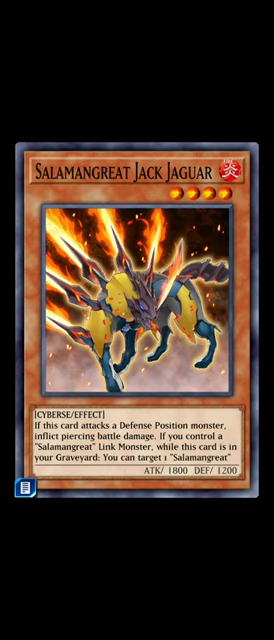 SALAMANGREAT JACK JAGUAR
炎
[CYBERSE/EFFECT]
If this card attacks a Defense Position monster,
inflict piercing battle damage. If you control a
"Salamangreat" Link Monster, while this card is in
your Graveyard: You can target 1 "Salamangreat"
ATK/ 1800 DEF/ 1200